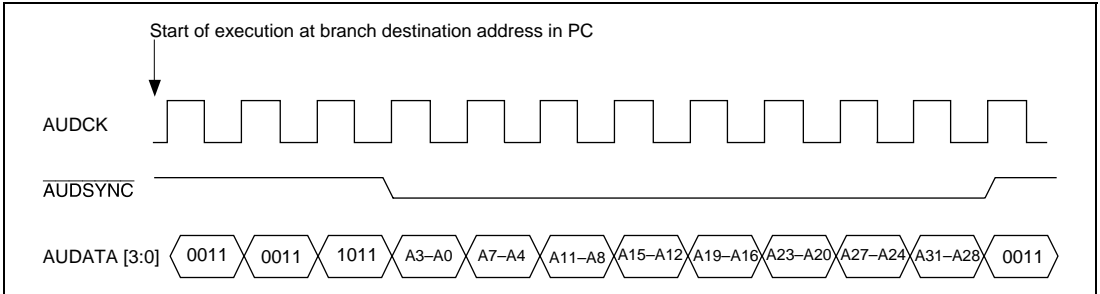 Start of execution at branch destination address in PC
AUDCK
AUDSYNC
AUDATA [3:0] 0011 0011 1011 A3–A0 A7–A4 A11–A8 A15–A12 A19–A16 A23–A20 A27–A24 A31–A28 0011